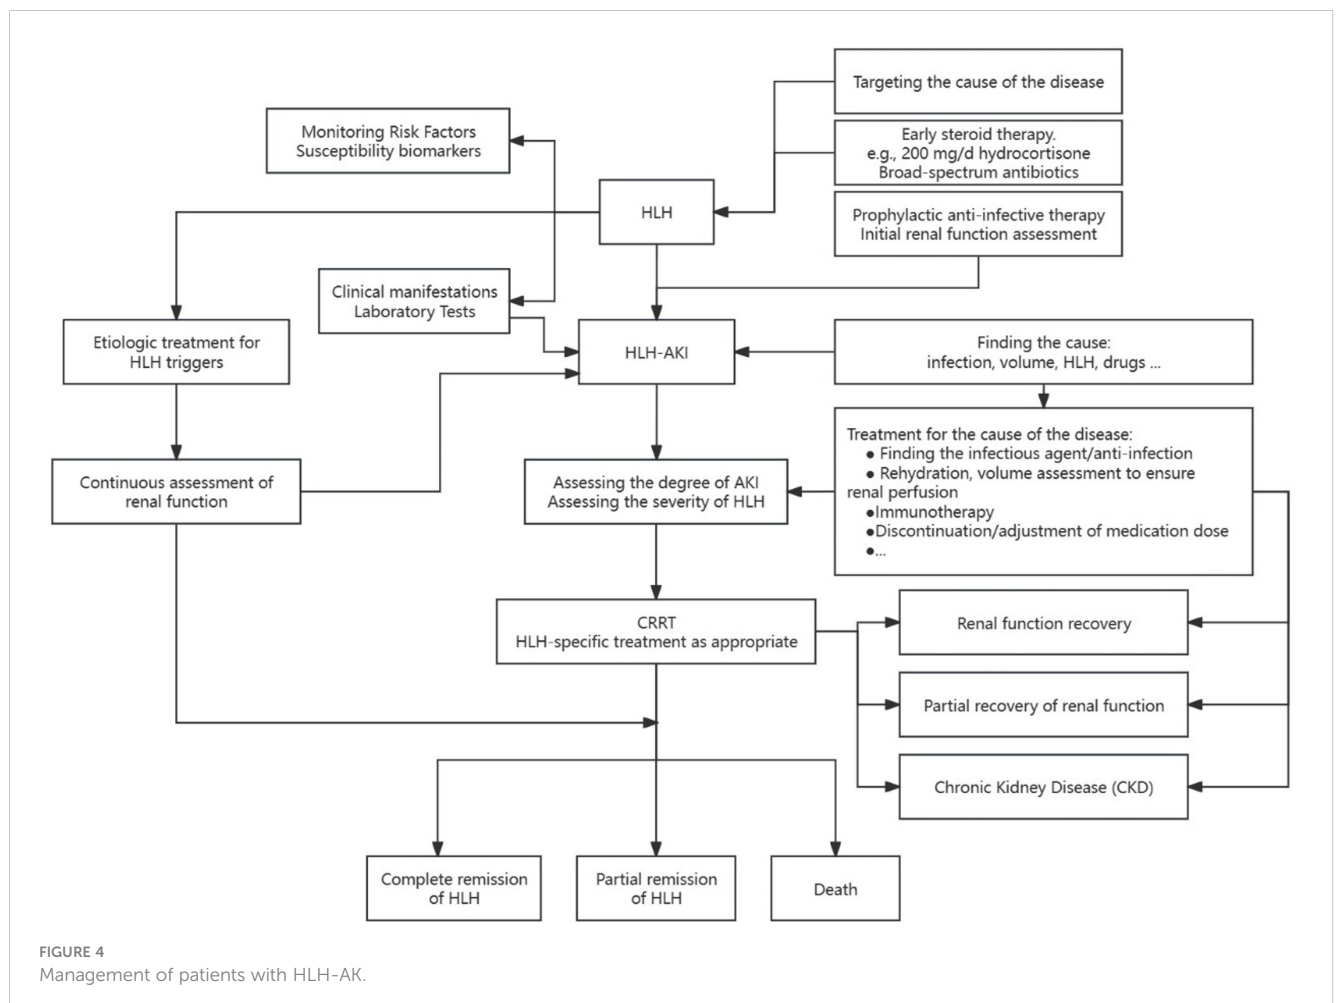 Targeting the cause of the disease
Monitoring Risk Factors
Susceptibility biomarkers
Early steroid therapy.
e.g., 200 mg/d hydrocortisone
Broad-spectrum antibiotics
HLH
Prophylactic anti-infective therapy
Initial renal function assessment
Clinical manifestations
Laboratory Tests
Etiologic treatment for
HLH triggers
HLH-AKI
Finding the cause:
infection, volume, HLH, drugs ...
Treatment for the cause of the disease:
● Finding the infectious agent/anti-infection
● Rehydration, volume assessment to ensure
renal perfusion
●Immunotherapy
●Discontinuation/adjustment of medication dose
●...
Continuous assessment of
renal function
Assessing the degree of AKI
Assessing the severity of HLH
CRRT
HLH-specific treatment as appropriate
Renal function recovery
Partial recovery of renal function
Chronic Kidney Disease (CKD)
Complete remission
of HLH
Partial remission
of HLH
Death
FIGURE 4
Management of patients with HLH-AK.